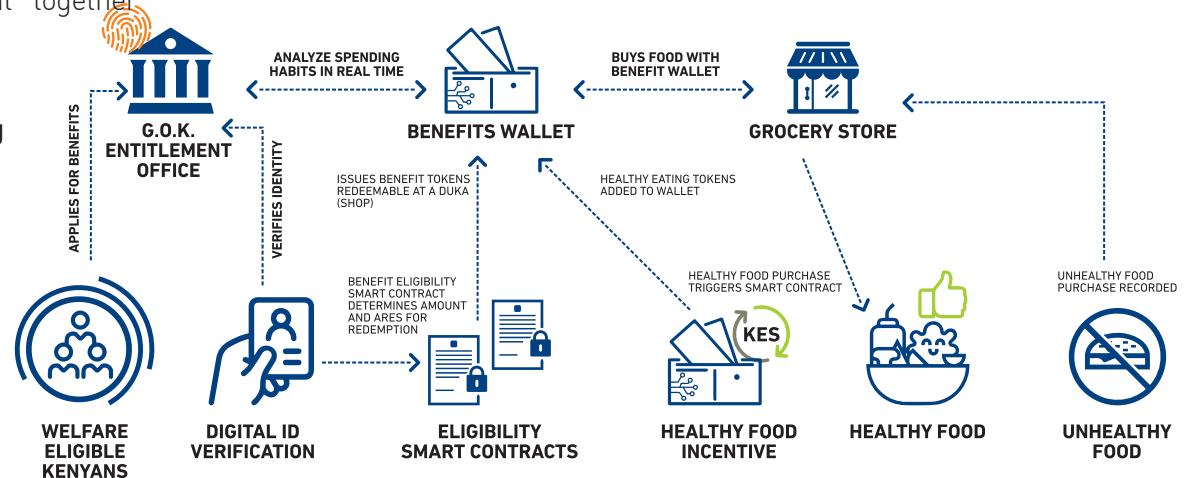 together
ANALYZE SPENDING
HABITS IN REAL TIME
BUYS FOOD WITH
BENEFIT WALLET
APPLIES FOR BENEFITS
G.O.K.
ENTITLEMENT
OFFICE
VERIFIES IDENTITY
BENEFITS WALLET
GROCERY STORE
ISSUES BENEFIT TOKENS
REDEEMABLE AT A DUKA
(SHOP)
HEALTHY EATING TOKENS
ADDED TO WALLET
BENEFIT ELIGIBILITY
SMART CONTRACT
DETERMINES AMOUNT
AND ARES FOR
REDEMPTION
HEALTHY FOOD PURCHASE
TRIGGERS SMART CONTRACT
UNHEALTHY FOOD
PURCHASE RECORDED
KES
WELFARE
ELIGIBLE
KENYANS
DIGITAL ID
VERIFICATION
ELIGIBILITY
SMART CONTRACTS
HEALTHY FOOD
INCENTIVE
HEALTHY FOOD
UNHEALTHY
FOOD